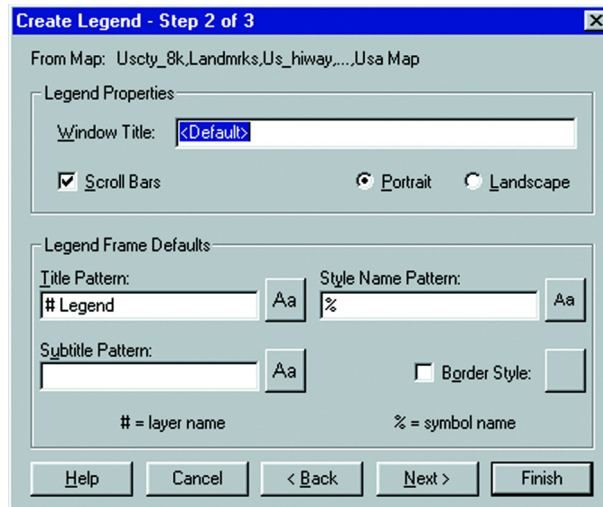 Create Legend - Step 2 of 3
From Map: Uscty_8k,Landmrks,Us_hiway,...,Usa Map
Legend Properties
Window Title: <Default>
Scroll Bars Portrait Landscape
Legend Frame Defaults
Title Pattern: Style Name Pattern:
# Legend Aa % Aa
Subtitle Pattern:
Aa Border Style:
# = layer name % = symbol name
Help Cancel < Back Next > Finish